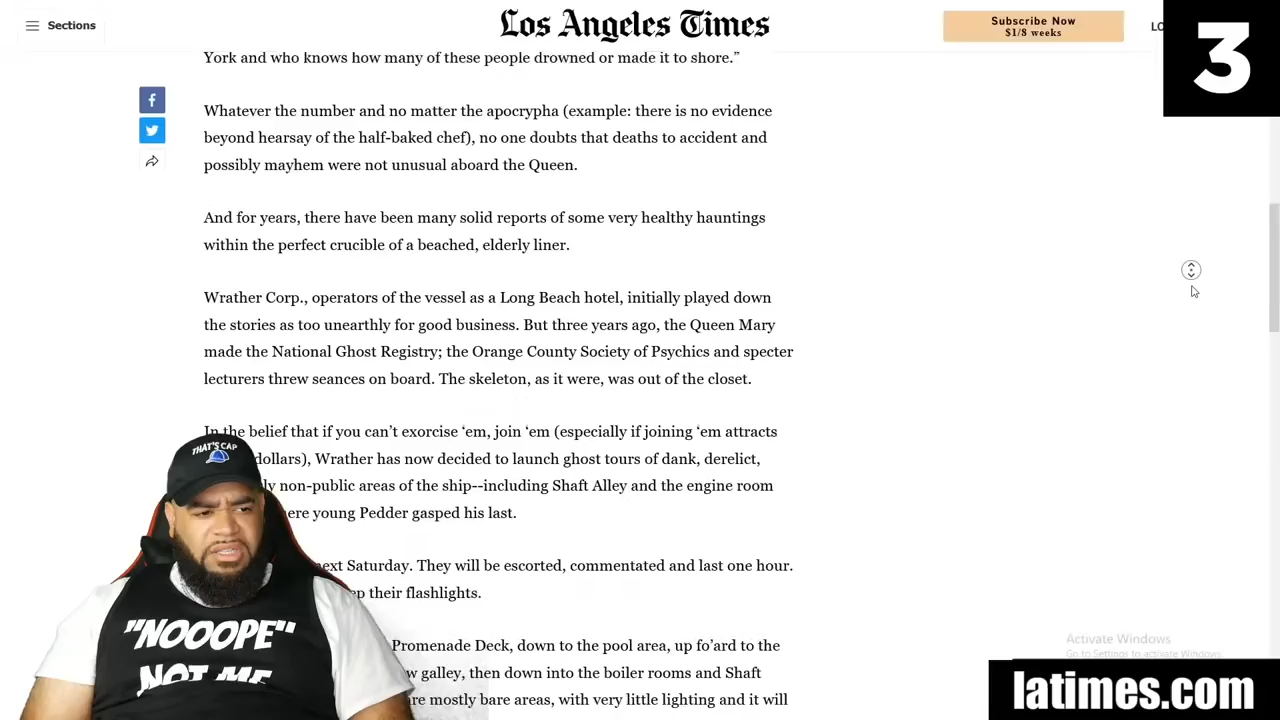 Sections
Los Angeles Times
Subscribe Now
$1/8 weeks
LO
3
York and who knows how many of these people drowned or made it to shore.”
Whatever the number and no matter the apocrypha (example: there is no evidence
beyond hearsay of the half-baked chef), no one doubts that deaths to accident and
possibly mayhem were not unusual aboard the Queen.
And for years, there have been many solid reports of some very healthy hauntings
within the perfect crucible of a beached, elderly liner.
Wrather Corp., operators of the vessel as a Long Beach hotel, initially played down
the stories as too unearthly for good business. But three years ago, the Queen Mary
made the National Ghost Registry; the Orange County Society of Psychics and specter
lecturers threw seances on board. The skeleton, as it were, was out of the closet.
In the belief that if you can’t exorcise ‘em, join ‘em (especially if joining ‘em attracts
dollars), Wrather has now decided to launch ghost tours of dank, derelict,
ly non-public areas of the ship--including Shaft Alley and the engine room
ere young Pedder gasped his last.
ext Saturday. They will be escorted, commentated and last one hour.
ep their flashlights.
Promenade Deck, down to the pool area, up fo’ard to the
w galley, then down into the boiler rooms and Shaft
are mostly bare areas, with very little lighting and it will
THAT'S CAP
"NOOOPE"
NOT ME
Activate Windows
Go to Settings to activate Windows.
latimes.com